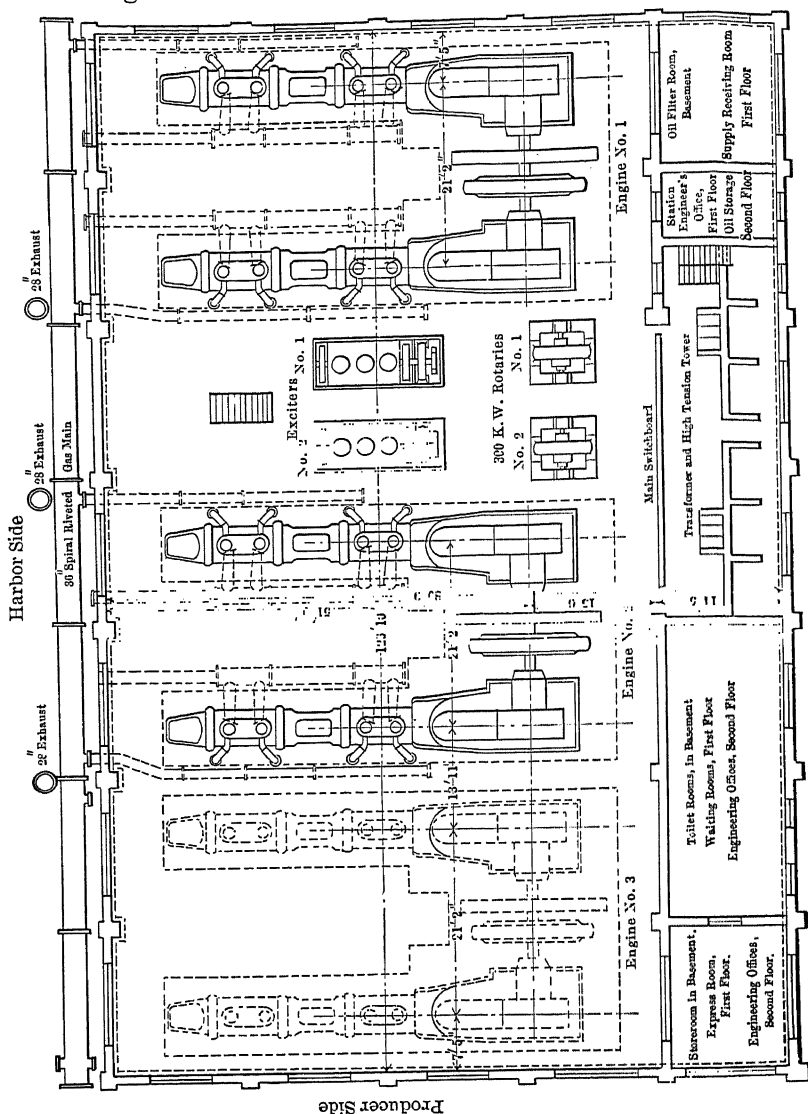 Harbor Side
28" Exhaust
28" Exhaust
28" Exhaust
36" Spiral Riveted Gas Main
Exciters
No. 2
No. 1
300 K.W. Rotaries
No. 2
No. 1
Engine No. 3
Engine No.
Engine No. 1
21'2"
13'-11"
21'2
21'2"
Main Switchboard
Transformer and High Tension Tower
Storeroom in Basement.
Express Room,
First Floor.
Engineering Offices,
Second Floor.
Toilet Rooms, in Basement
Waiting Rooms, First Floor
Engineering Offices, Second Floor
Station
Engineer's
Office,
First Floor
Oil Storage
Second Floor
Oil Filter Room,
Basement
Supply Receiving Room
First Floor
Producer Side